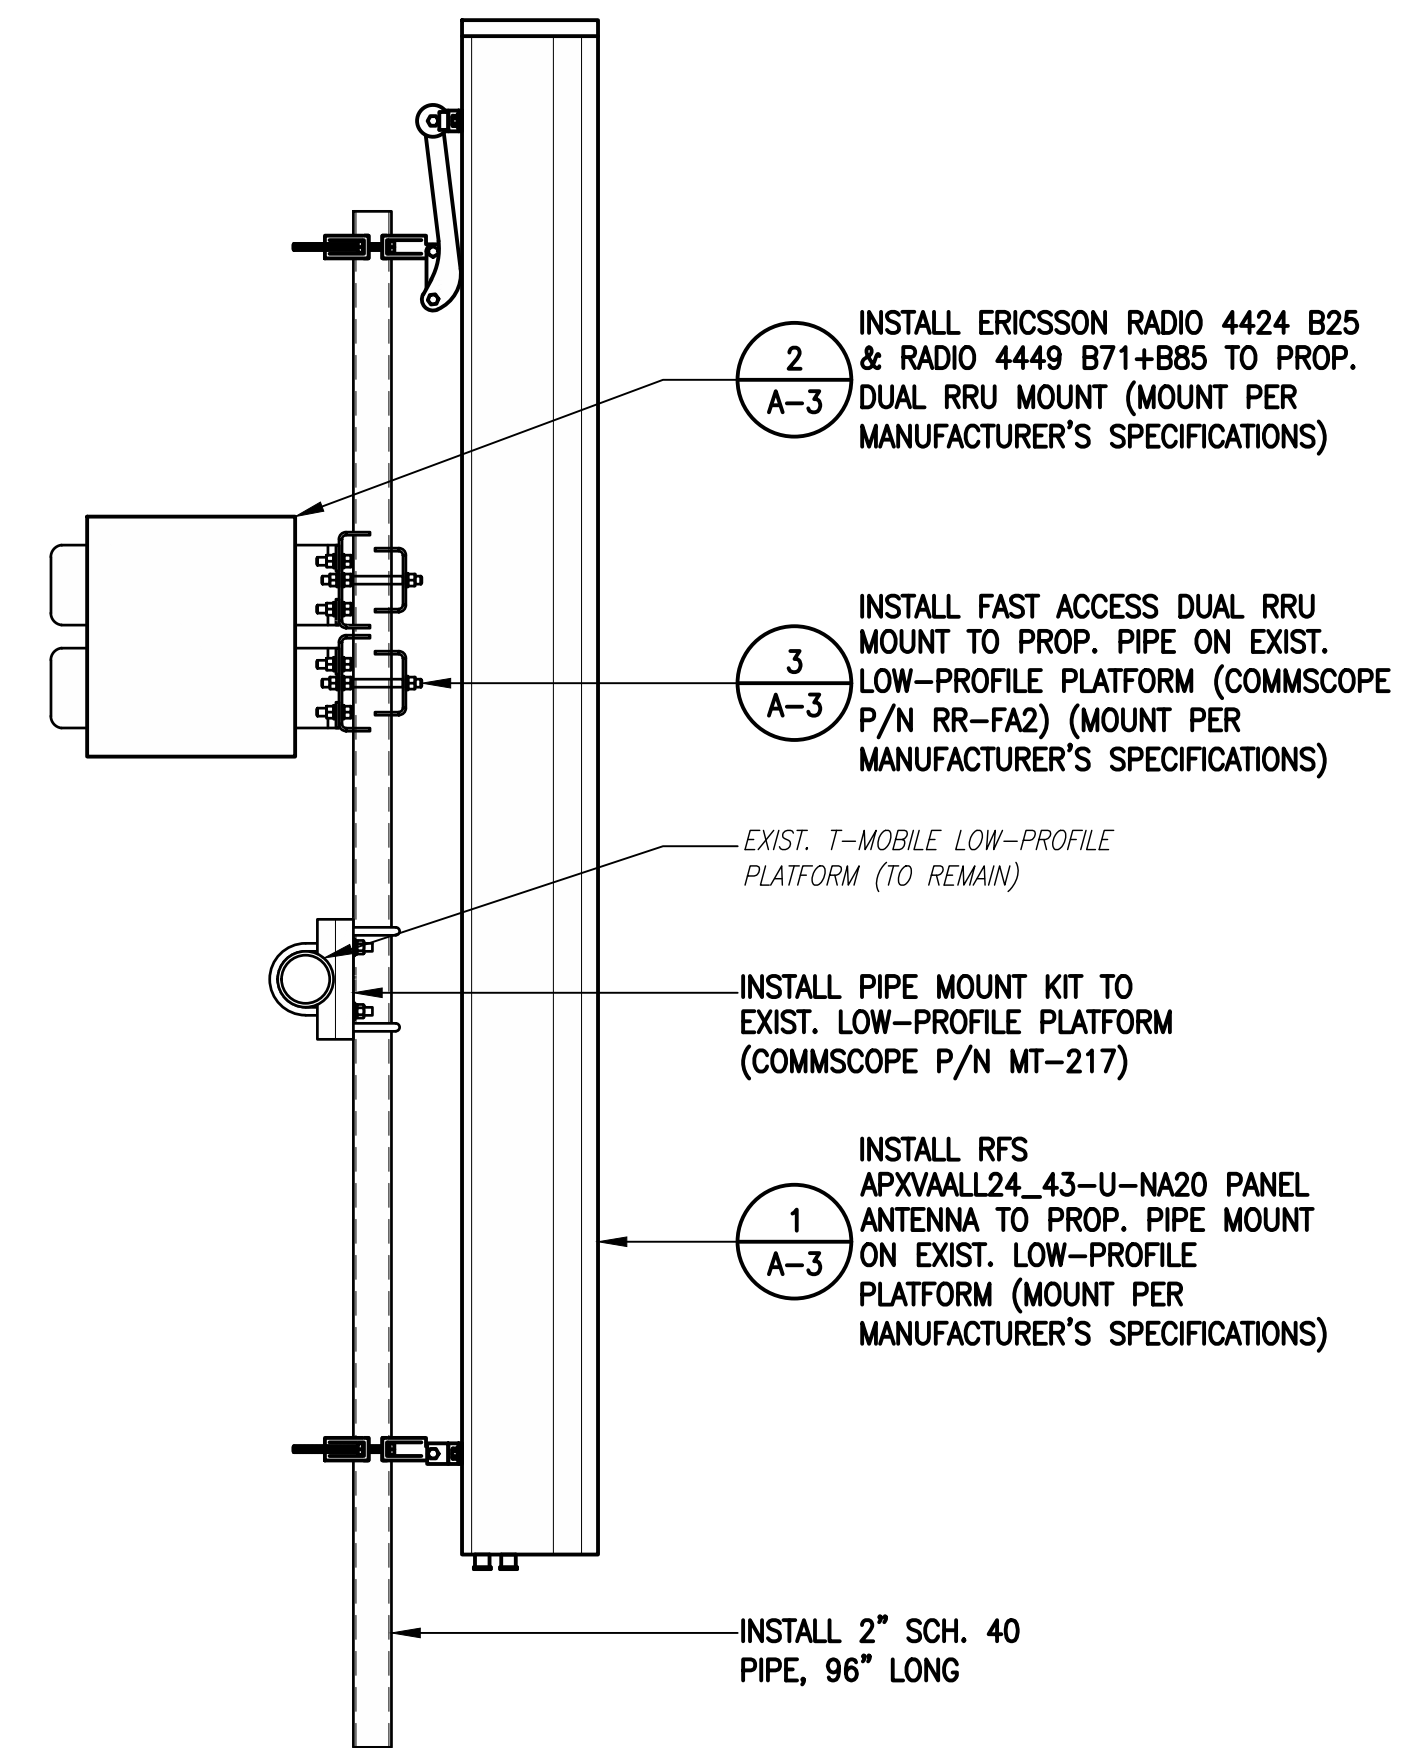 2
A-3
INSTALL ERICSSON RADIO 4424 B25
& RADIO 4449 B71+B85 TO PROP.
DUAL RRU MOUNT (MOUNT PER
MANUFACTURER'S SPECIFICATIONS)
3
A-3
INSTALL FAST ACCESS DUAL RRU
MOUNT TO PROP. PIPE ON EXIST.
LOW-PROFILE PLATFORM (COMMSCOPE
P/N RR-FA2) (MOUNT PER
MANUFACTURER'S SPECIFICATIONS)
EXIST. T-MOBILE LOW-PROFILE
PLATFORM (TO REMAIN)
INSTALL PIPE MOUNT KIT TO
EXIST. LOW-PROFILE PLATFORM
(COMMSCOPE P/N MT-217)
1
A-3
INSTALL RFS
APXVAALL24_43-U-NA20 PANEL
ANTENNA TO PROP. PIPE MOUNT
ON EXIST. LOW-PROFILE
PLATFORM (MOUNT PER
MANUFACTURER'S SPECIFICATIONS)
INSTALL 2" SCH. 40
PIPE, 96" LONG